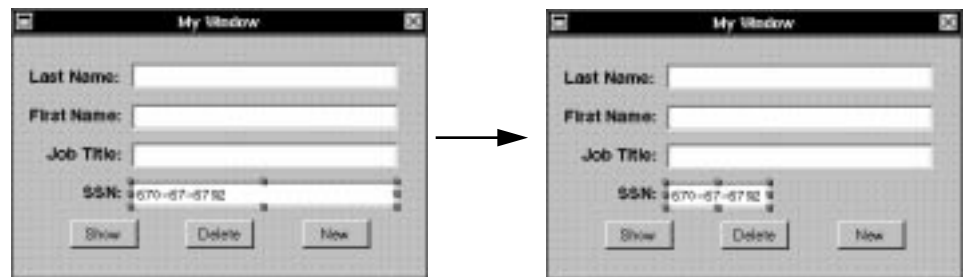 My Window
Last Name:
First Name:
Job Title:
SSN: 670-67-6792
Show Delete New
My Window
Last Name:
First Name:
Job Title:
SSN: 670-67-6792
Show Delete New